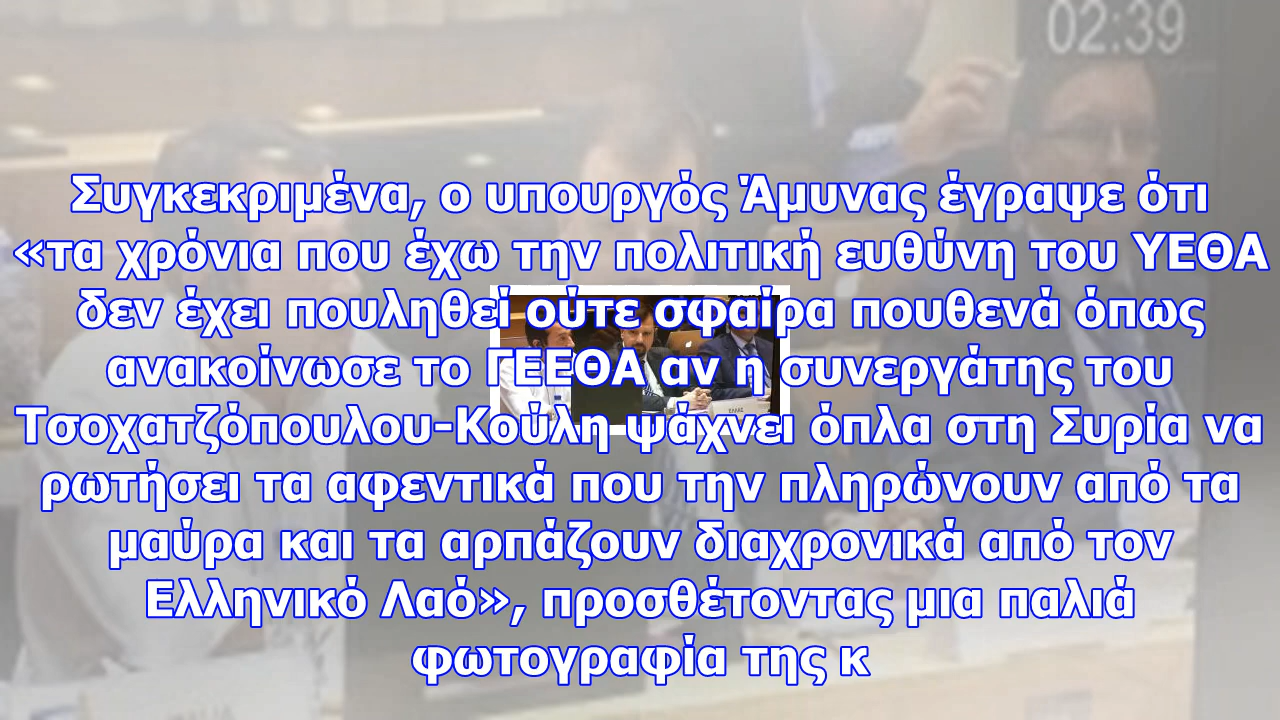 02:39
Συγκεκριμένα, ο υπουργός Άμυνας έγραψε ότι
«τα χρόνια που έχω την πολιτική ευθύνη του ΥΕΘΑ
δεν έχει πουληθεί ούτε σφαίρα πουθενά όπως
ανακοίνωσε το ΓΕΕΘΑ αν η συνεργάτης του
Τσοχατζόπουλου-Κούλη ψάχνει όπλα στη Συρία να
ρωτήσει τα αφεντικά που την πληρώνουν από τα
μαύρα και τα αρπάζουν διαχρονικά από τον
Ελληνικό Λαό», προσθέτοντας μια παλιά
φωτογραφία της κ